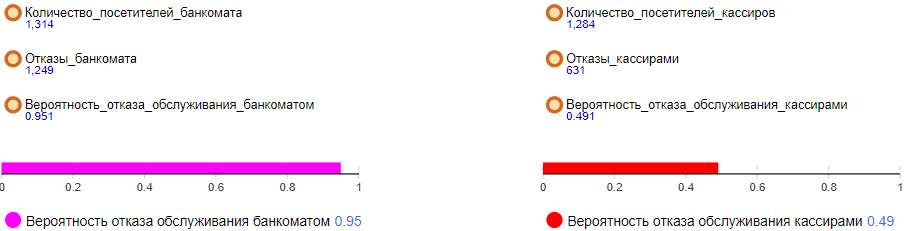 Количество_посетителей_банкомата
1,314
Отказы_банкомата
1,249
Вероятность_отказа_обслуживания_банкоматом
0.951
0 0.2 0.4 0.6 0.8 1
Вероятность отказа обслуживания банкоматом 0.95
Количество_посетителей_кассиров
1,284
Отказы_кассирами
631
Вероятность_отказа_обслуживания_кассирами
0.491
0 0.2 0.4 0.6 0.8 1
Вероятность отказа обслуживания кассирами 0.49